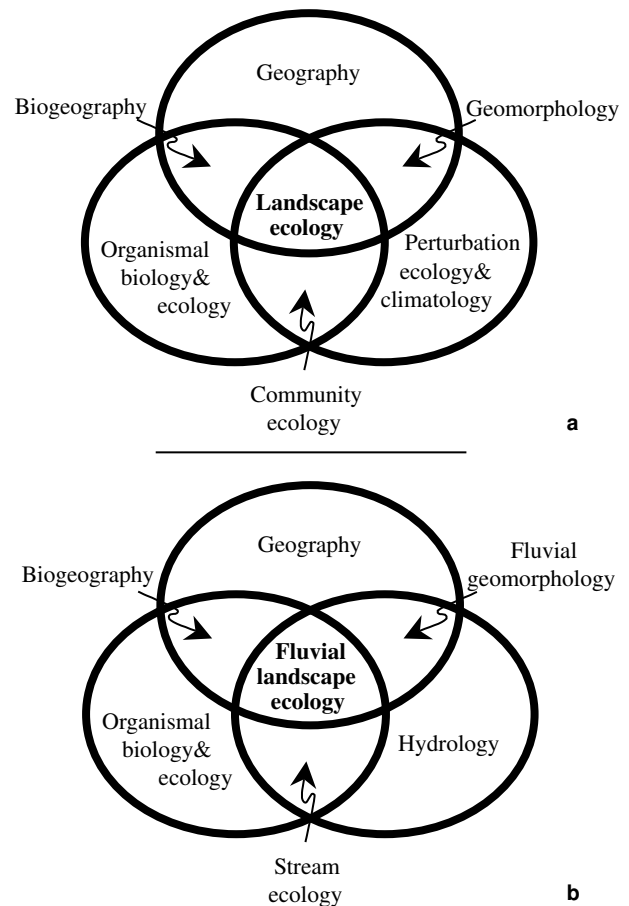 Geography
Biogeography
Geomorphology
Landscape
ecology
Organismal
biology&
ecology
Perturbation
ecology&
climatology
Community
ecology
a
Geography
Biogeography
Fluvial
geomorphology
Fluvial
landscape
ecology
Organismal
biology&
ecology
Hydrology
Stream
ecology
b